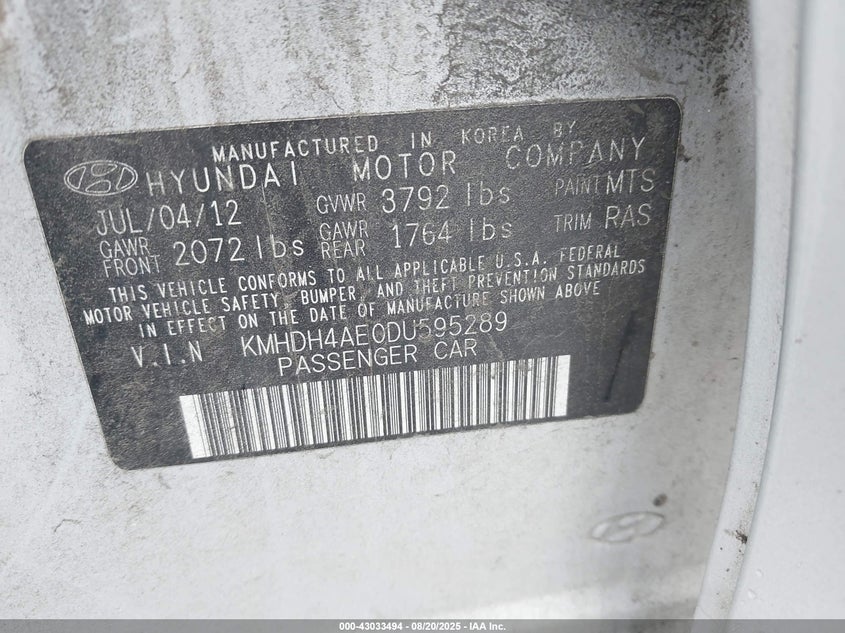 MANUFACTURED IN KOREA BY
HYUNDAI MOTOR COMPANY
JUL/04/12 GVWR 3792 lbs PAINT MTS
GAWR FRONT 2072 lbs GAWR REAR 1764 lbs TRIM RAS
THIS VEHICLE CONFORMS TO ALL APPLICABLE U.S.A. FEDERAL
MOTOR VEHICLE SAFETY, BUMPER, AND THEFT PREVENTION STANDARDS
IN EFFECT ON THE DATE OF MANUFACTURE SHOWN ABOVE
V.I.N KMHDH4AE0DU595289
PASSENGER CAR
000-43033494 - 08/20/2025 - IAA Inc.